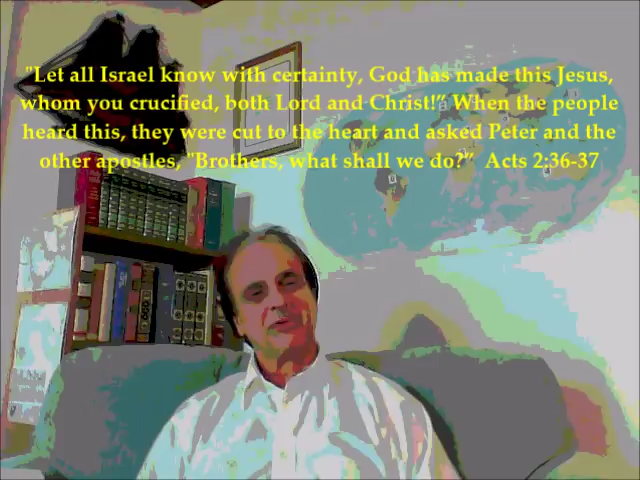 "Let all Israel know with certainty, God has made this Jesus,
whom you crucified, both Lord and Christ!” When the people
heard this, they were cut to the heart and asked Peter and the
other apostles, "Brothers, what shall we do?” Acts 2:36-37